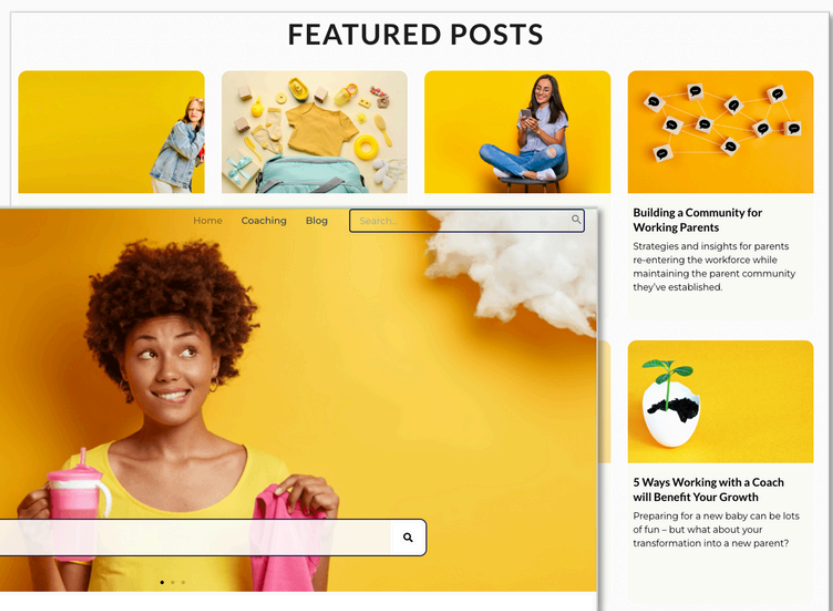 FEATURED POSTS
Home Coaching Blog Search...
Building a Community for
Working Parents
Strategies and insights for parents
re-entering the workforce while
maintaining the parent community
they've established.
5 Ways Working with a Coach
will Benefit Your Growth
Preparing for a new baby can be lots
of fun – but what about your
transformation into a new parent?